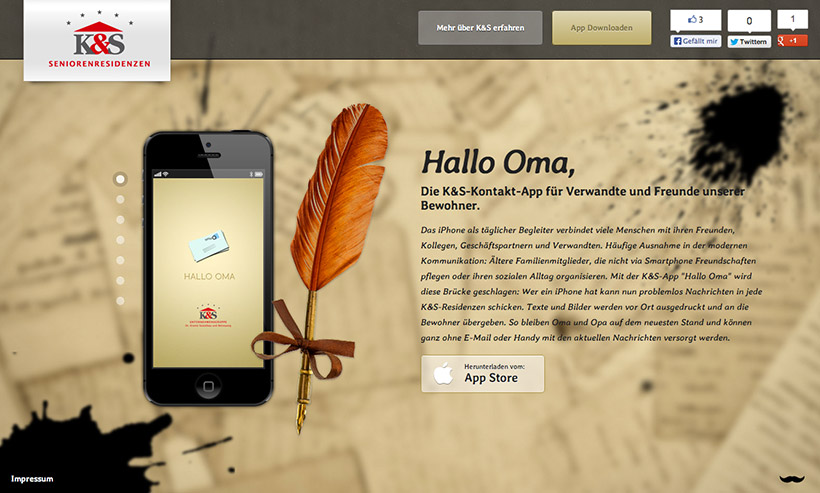 K&S
SENIORENRESIDENZEN
Mehr über K&S erfahren
App Downloaden
3
Gefällt mir
0
Twittern
1
+1
HALLO OMA
K&S
Hallo Oma,
Die K&S-Kontakt-App für Verwandte und Freunde unserer
Bewohner.
Das iPhone als täglicher Begleiter verbindet viele Menschen mit ihren Freunden,
Kollegen, Geschäftspartnern und Verwandten. Häufige Ausnahme in der modernen
Kommunikation: Ältere Familienmitglieder, die nicht via Smartphone Freundschaften
pflegen oder ihren sozialen Alltag organisieren. Mit der K&S-App "Hallo Oma" wird
diese Brücke geschlagen: Wer ein iPhone hat kann nun problemlos Nachrichten in jede
K&S-Residenzen schicken. Texte und Bilder werden vor Ort ausgedruckt und an die
Bewohner übergeben. So bleiben Oma und Opa auf dem neuesten Stand und können
ganz ohne E-Mail oder Handy mit den aktuellen Nachrichten versorgt werden.
Herunterladen vom:
App Store
Impressum